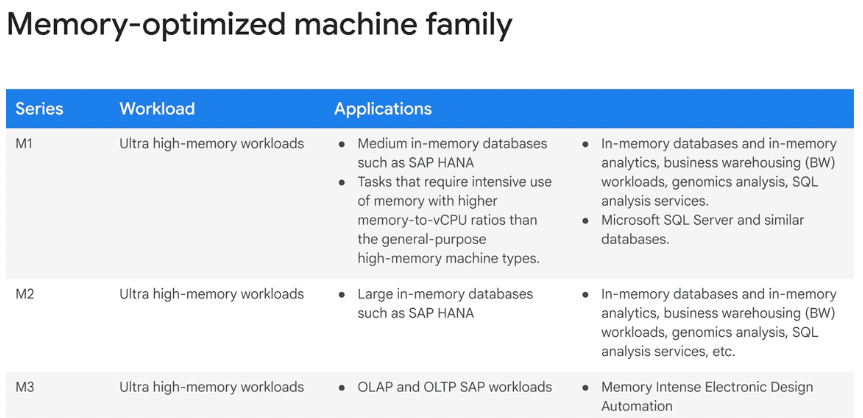 Memory-optimized machine family
Series Workload Applications
M1 Ultra high-memory workloads
● Medium in-memory databases
such as SAP HANA
● Tasks that require intensive use
of memory with higher
memory-to-vCPU ratios than
the general-purpose
high-memory machine types.
● In-memory databases and in-memory
analytics, business warehousing (BW)
workloads, genomics analysis, SQL
analysis services.
● Microsoft SQL Server and similar
databases.
M2 Ultra high-memory workloads
● Large in-memory databases
such as SAP HANA
● In-memory databases and in-memory
analytics, business warehousing (BW)
workloads, genomics analysis, SQL
analysis services, etc.
M3 Ultra high-memory workloads
● OLAP and OLTP SAP workloads
● Memory Intense Electronic Design
Automation